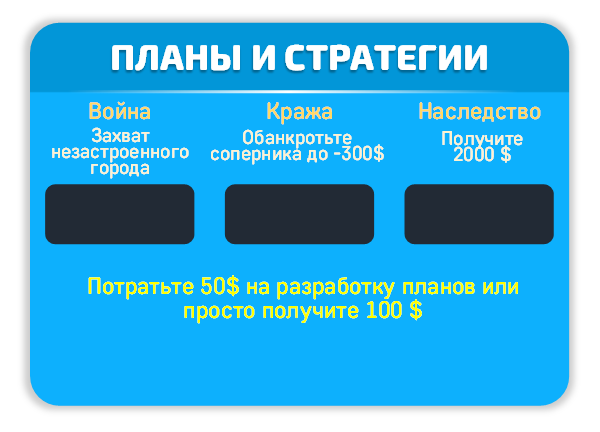 ПЛАНЫ И СТРАТЕГИИ
Война
Захват
незастроенного
города
Кража
Обанкротьте
соперника до -300$
Наследство
Получите
2000 $
Потратьте 50$ на разработку планов или
просто получите 100 $